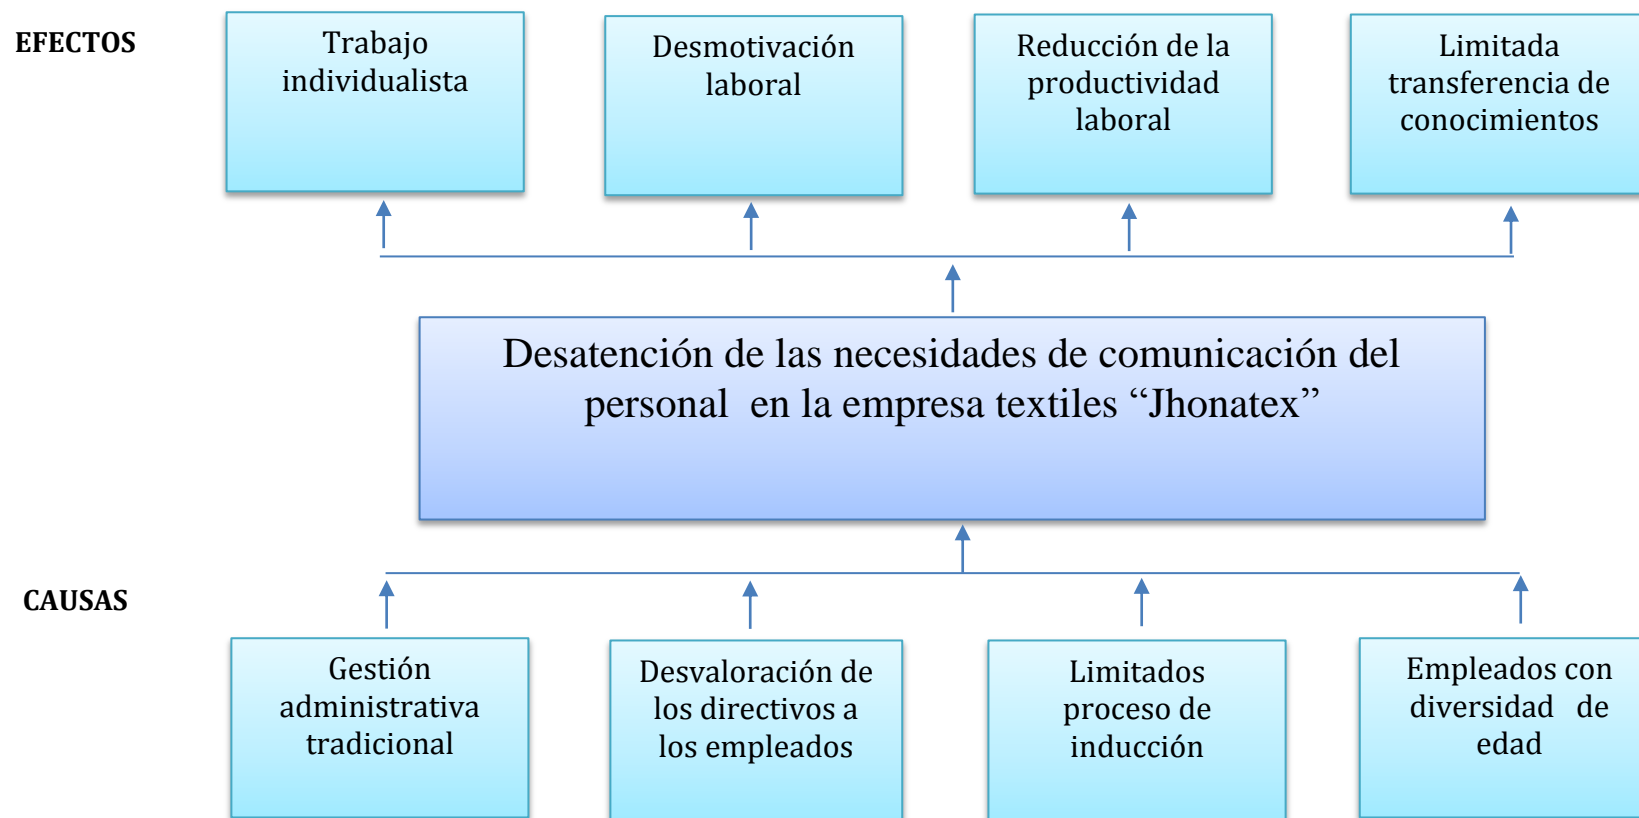 EFECTOS
Trabajo
individualista
Desmotivación
laboral
Reducción de la
productividad
laboral
Limitada
transferencia de
conocimientos
Desatención de las necesidades de comunicación del
personal  en la empresa textiles “Jhonatex”
CAUSAS
Gestión
administrativa
tradicional
Desvaloración de
los directivos a
los empleados
Limitados
proceso de
inducción
Empleados con
diversidad   de
edad